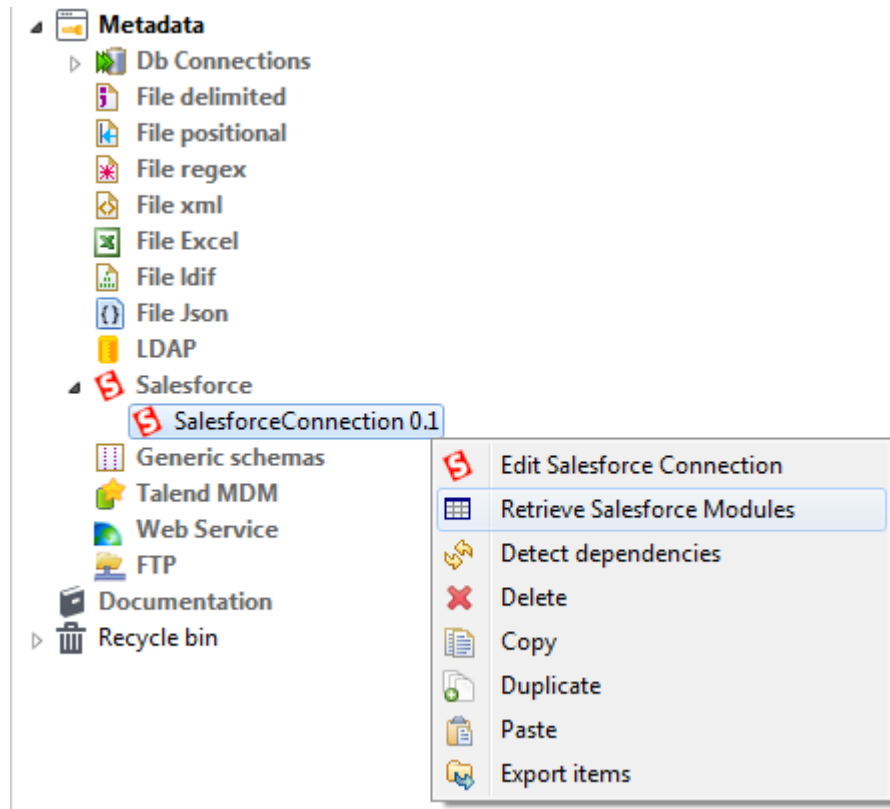 Metadata
Db Connections
File delimited
File positional
File regex
File xml
File Excel
File ldif
File Json
LDAP
Salesforce
SalesforceConnection 0.1
Generic schemas
Talend MDM
Web Service
FTP
Documentation
Recycle bin
Edit Salesforce Connection
Retrieve Salesforce Modules
Detect dependencies
Delete
Copy
Duplicate
Paste
Export items